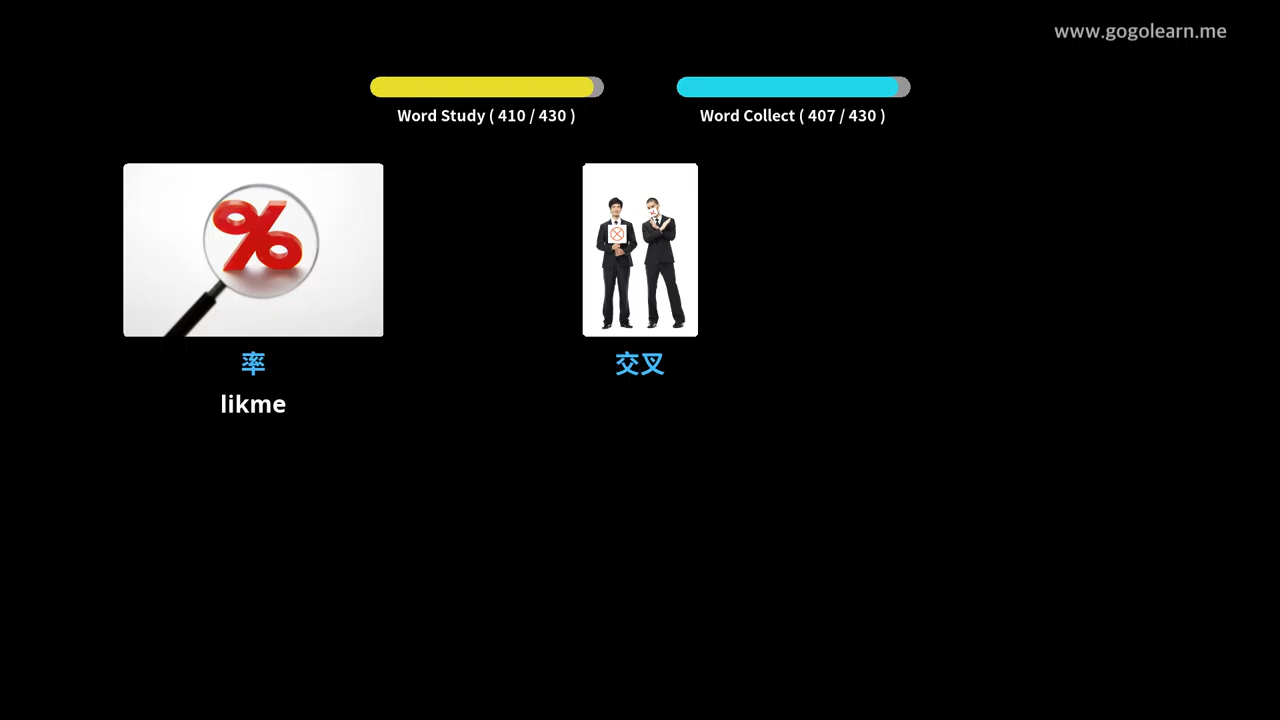 www.gogolearn.me
Word Study ( 410 / 430 )
Word Collect ( 407 / 430 )
%
率
交叉
likme